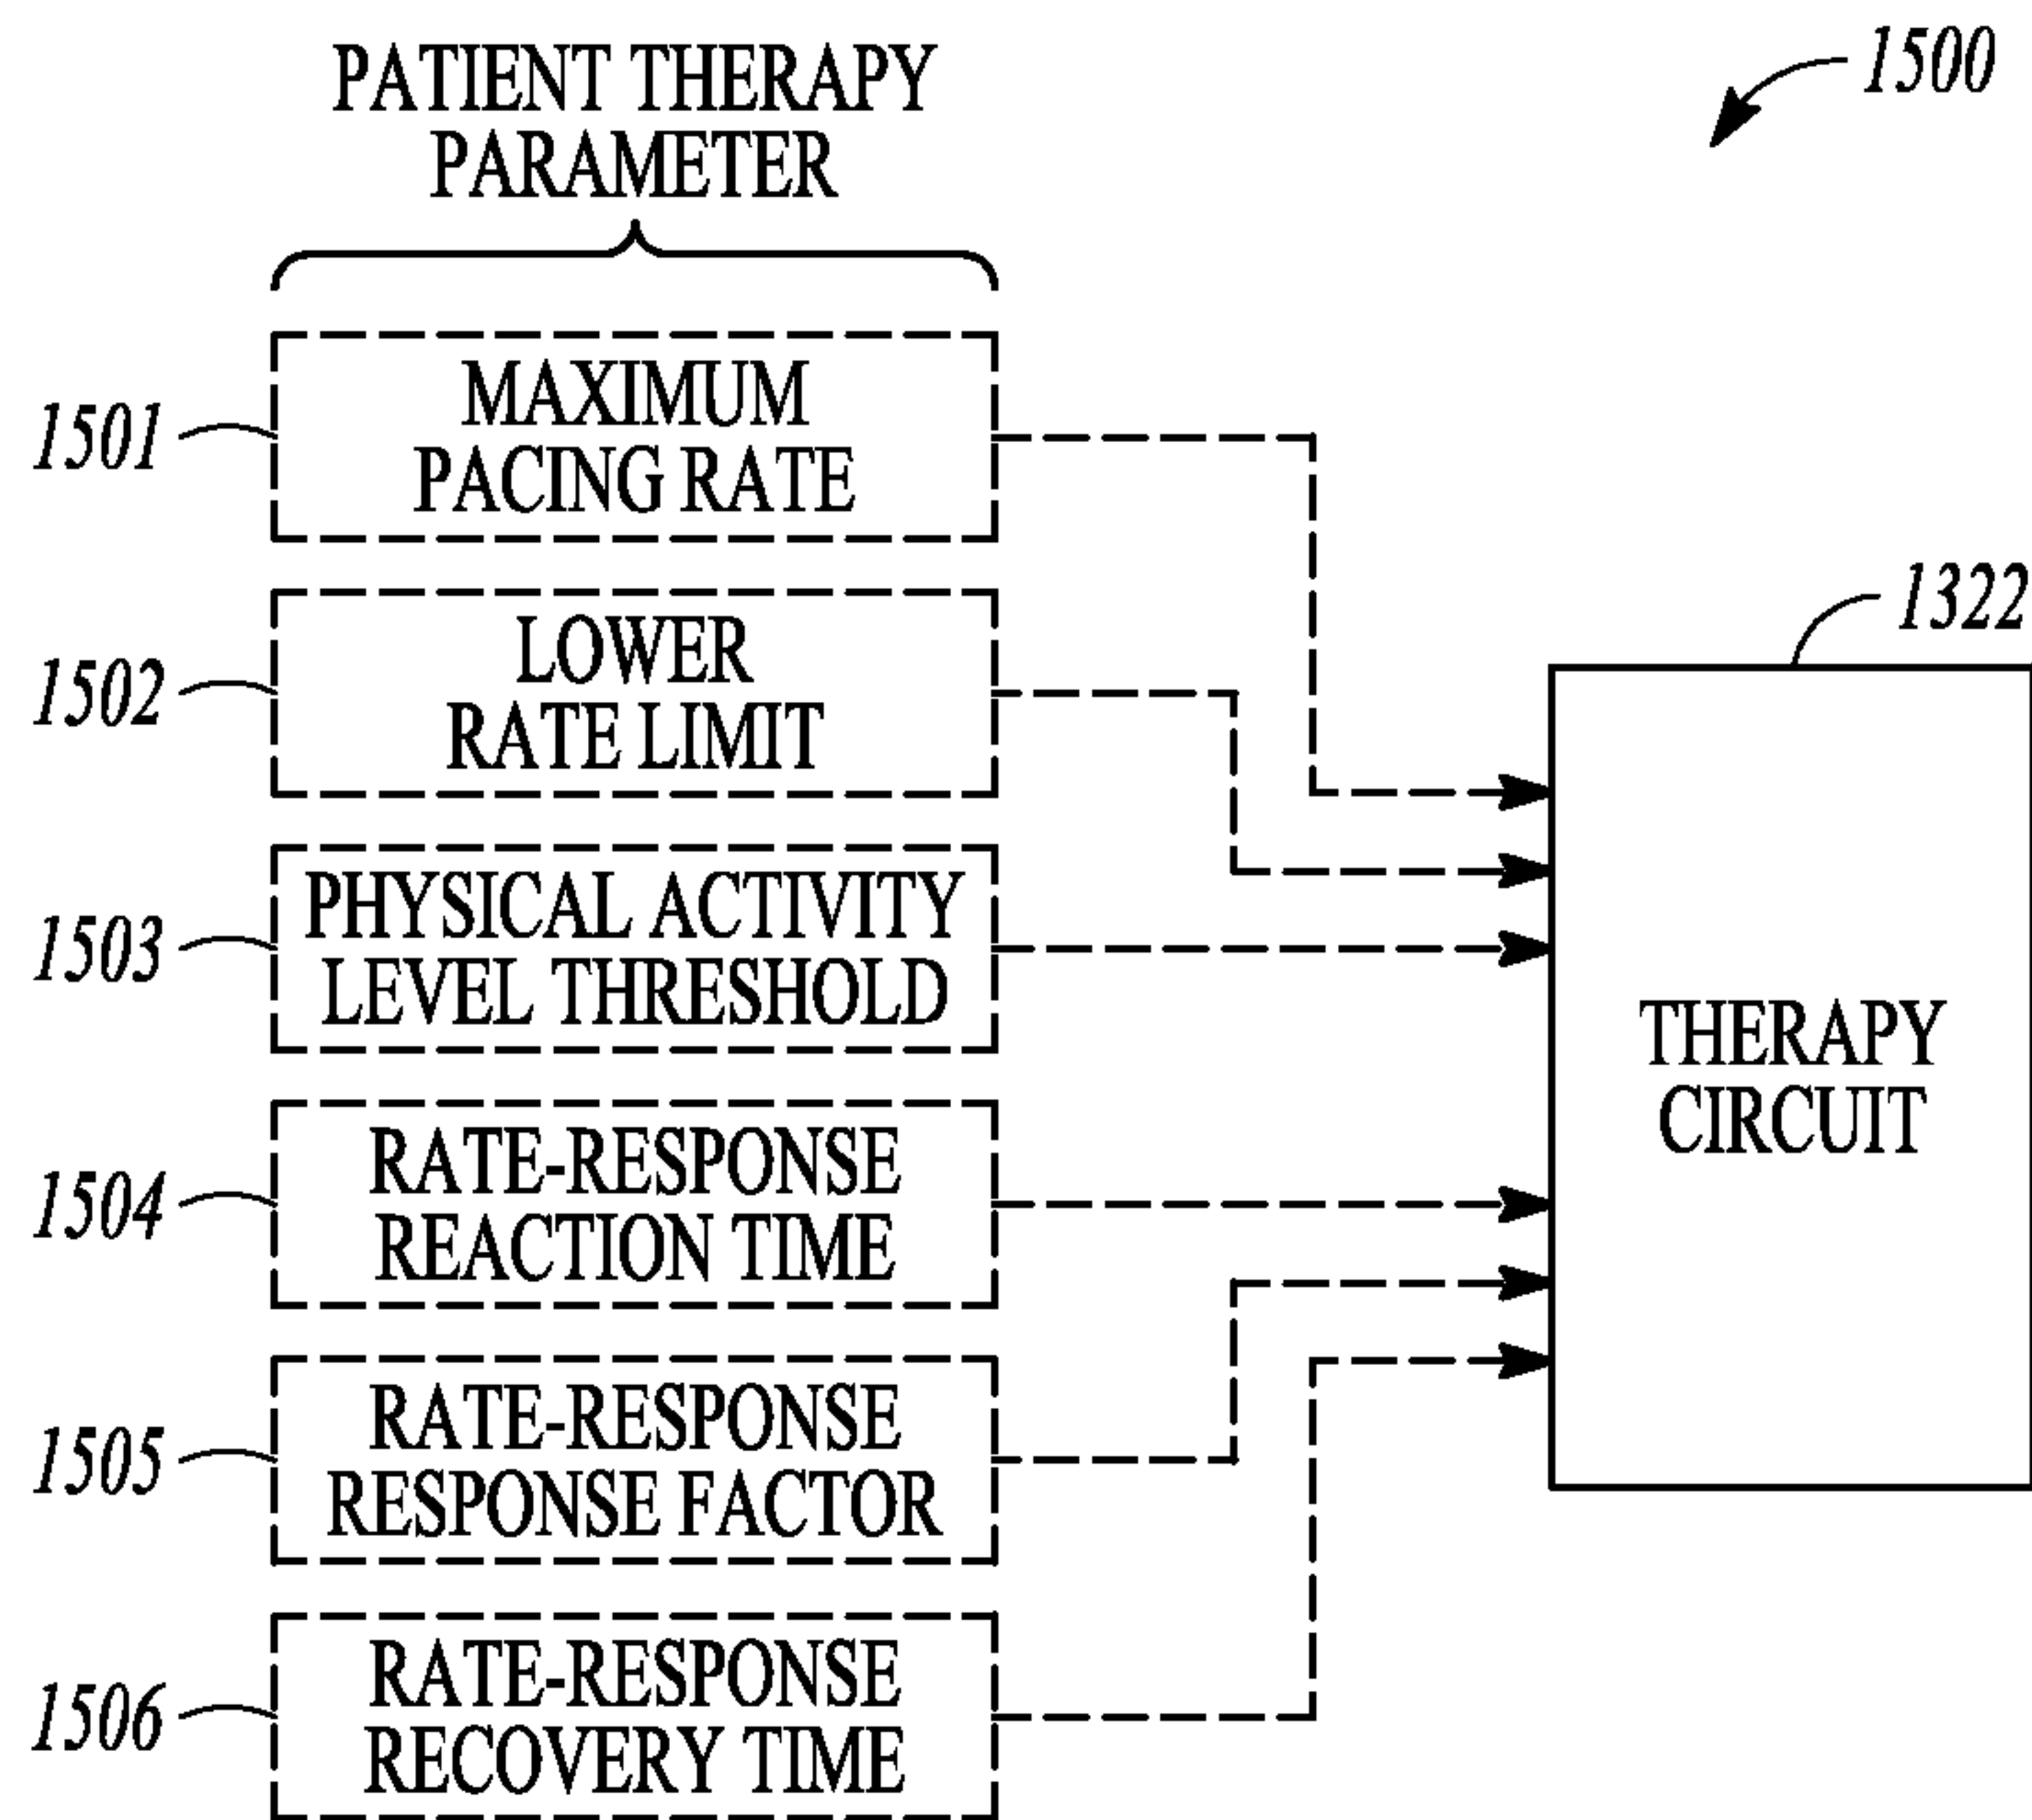 PATIENT THERAPY
PARAMETER
1500
1501
MAXIMUM
PACING RATE
1502
LOWER
RATE LIMIT
1503
PHYSICAL ACTIVITY
LEVEL THRESHOLD
1504
RATE-RESPONSE
REACTION TIME
1505
RATE-RESPONSE
RESPONSE FACTOR
1506
RATE-RESPONSE
RECOVERY TIME
1322
THERAPY
CIRCUIT